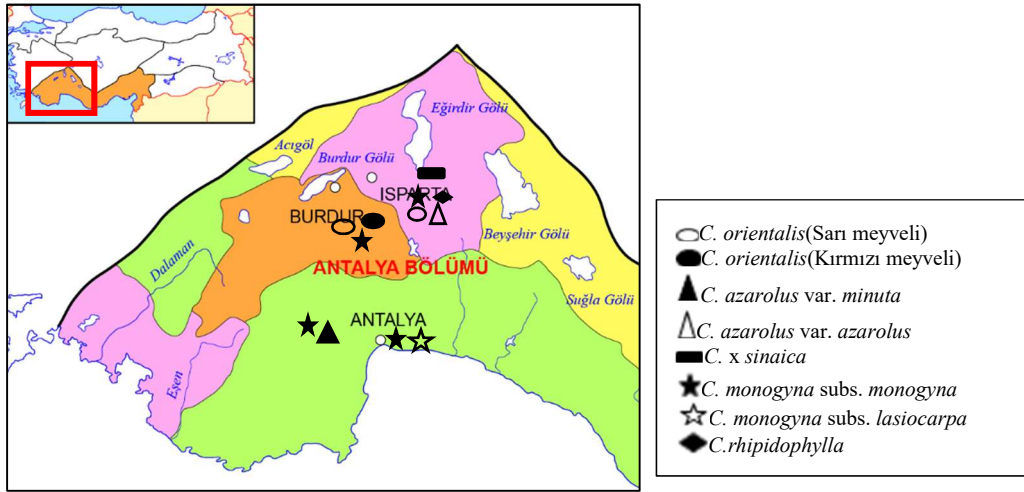 Eğirdir Gölü
Acıgöl
Burdur Gölü
ISPARTA
BURDUR
Beyşehir Gölü
Dalaman
ANTALYA BÖLÜMÜ
Suğla Gölü
ANTALYA
Eşen
C. orientalis(Sarı meyveli)
C. orientalis(Kırmızı meyveli)
C. azarolus var. minuta
C. azarolus var. azarolus
C. x sinaica
C. monogyna subs. monogyna
C. monogyna subs. lasiocarpa
C.rhipidophylla